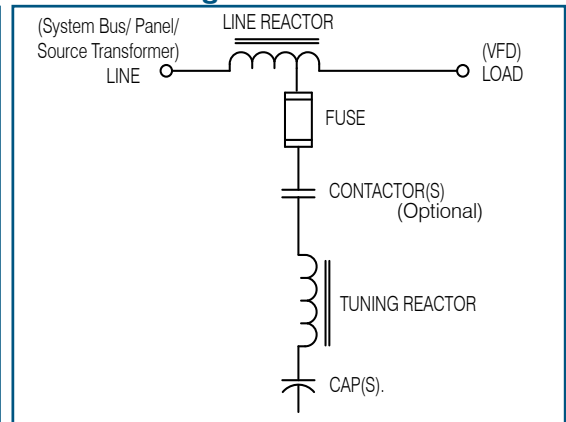 (System Bus/ Panel/
Source Transformer)
LINE
LINE REACTOR
(VFD)
LOAD
FUSE
CONTACTOR(S)
(Optional)
TUNING REACTOR
CAP(S).